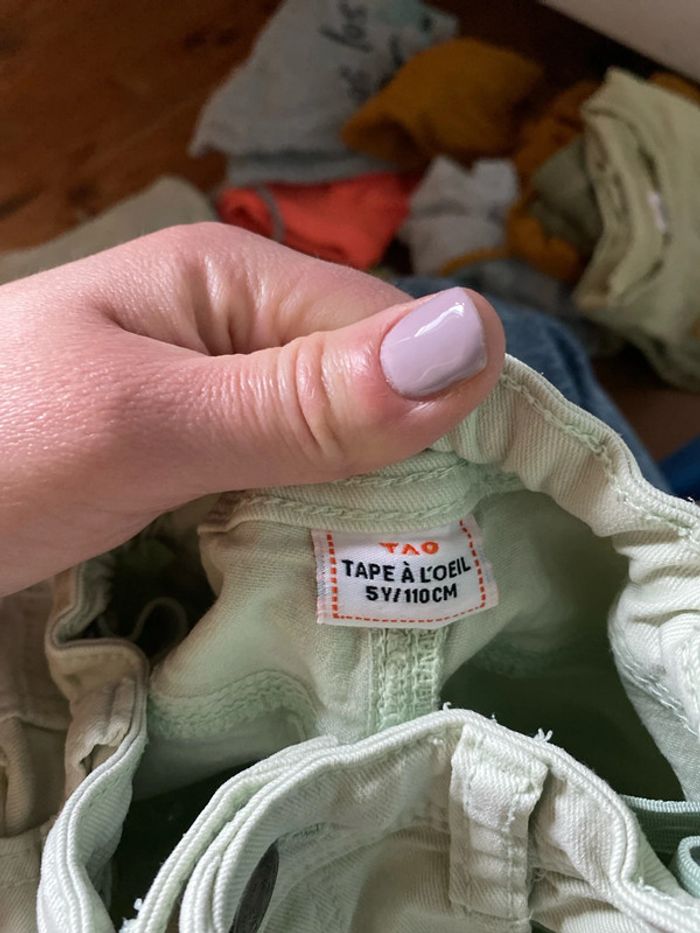 TAO
TAPE À L'OEIL
5Y/110CM